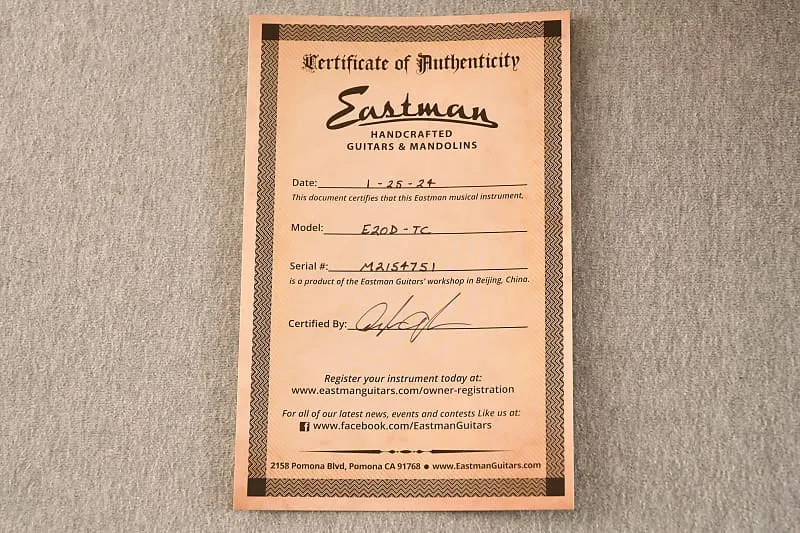 Certificate of Authenticity
Eastman
HANDCRAFTED
GUITARS & MANDOLINS
Date: 1-25-24
This document certifies that this Eastman musical instrument,
Model: E20D-TC
Serial #: M2154751
is a product of the Eastman Guitars' workshop in Beijing, China.
Certified By:
Register your instrument today at:
www.eastmanguitars.com/owner-registration
For all of our latest news, events and contests Like us at:
www.facebook.com/EastmanGuitars
2158 Pomona Blvd, Pomona CA 91768 ● www.EastmanGuitars.com